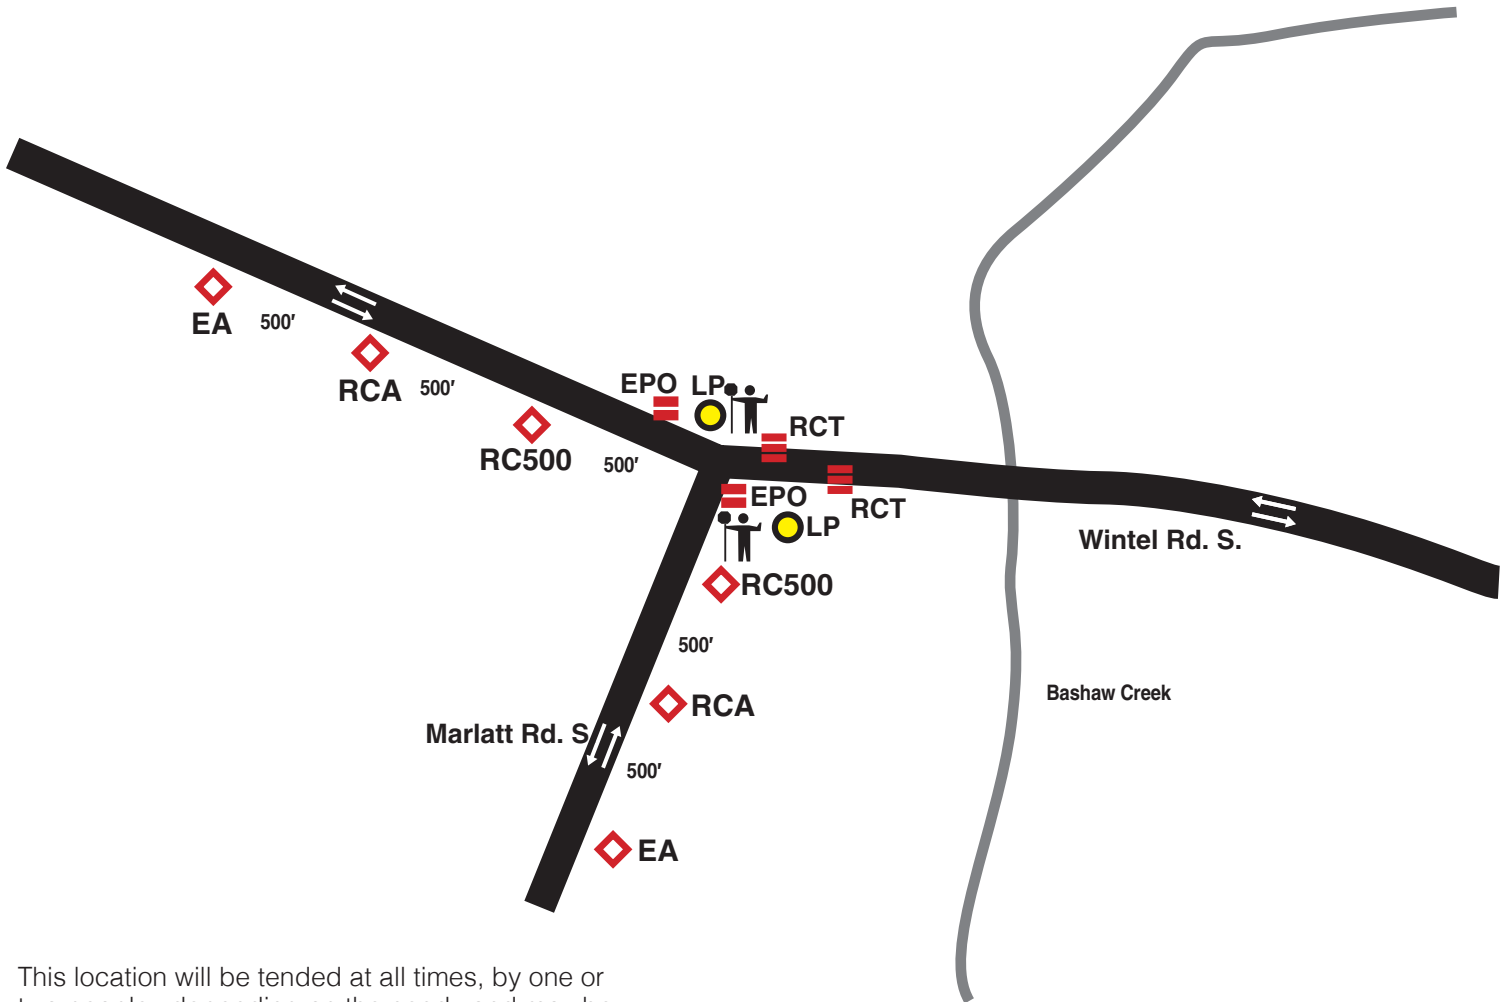 EA
500′
RCA
500′
RC500
500′
EPO
LP
RCT
EPO
RCT
LP
Wintel Rd. S.
RC500
500′
Bashaw Creek
RCA
Marlatt Rd. S
500′
EA
This location will be tended at all times, by one or